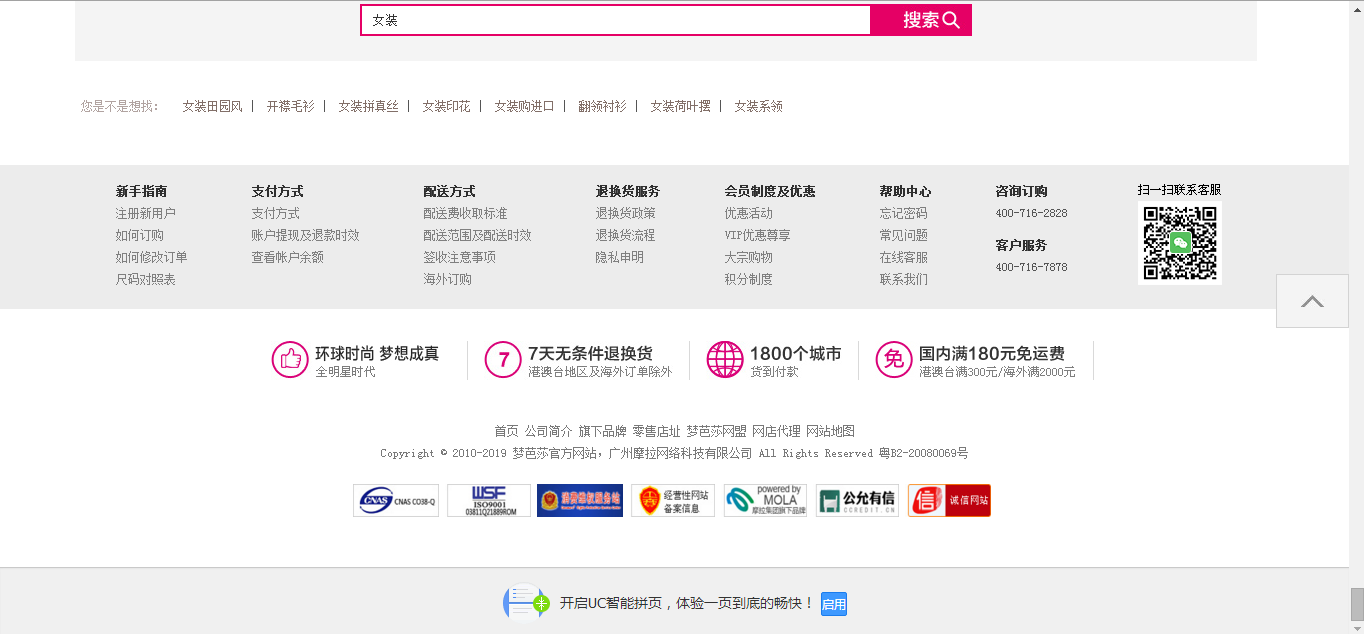 女装 搜索
您是不是想找： 女装田园风 | 开襟毛衫 | 女装拼真丝 | 女装印花 | 女装购进口 | 翻领衬衫 | 女装荷叶摆 | 女装系领
新手指南 支付方式 配送方式 退换货服务 会员制度及优惠 帮助中心 咨询订购 扫一扫联系客服
注册新用户 支付方式 配送费收取标准 退换货政策 优惠活动 忘记密码 400-716-2828
如何订购 账户提现及退款时效 配送范围及配送时效 退换货流程 VIP优惠尊享 常见问题
客户服务
如何修改订单 查看帐户余额 签收注意事项 隐私申明 大宗购物 在线客服
400-716-7878
尺码对照表 海外订购 积分制度 联系我们
环球时尚 梦想成真 7 7天无条件退换货 1800个城市 免 国内满180元免运费
全明星时代 港澳台地区及海外订单除外 货到付款 港澳台满300元/海外满2000元
首页 公司简介 旗下品牌 零售店址 梦芭莎网盟 网店代理 网站地图
Copyright © 2010-2019 梦芭莎官方网站，广州摩拉网络科技有限公司 All Rights Reserved 粤B2-20080069号
CNAS CNAS CO38-Q
WSF
ISO9001
03811Q21889ROM
消费维权服务站
经营性网站
备案信息
powered by
MOLA
摩拉集团旗下品牌
公允有信
CCREDIT.CN
信 诚信网站
开启UC智能拼页，体验一页到底的畅快！ 启用